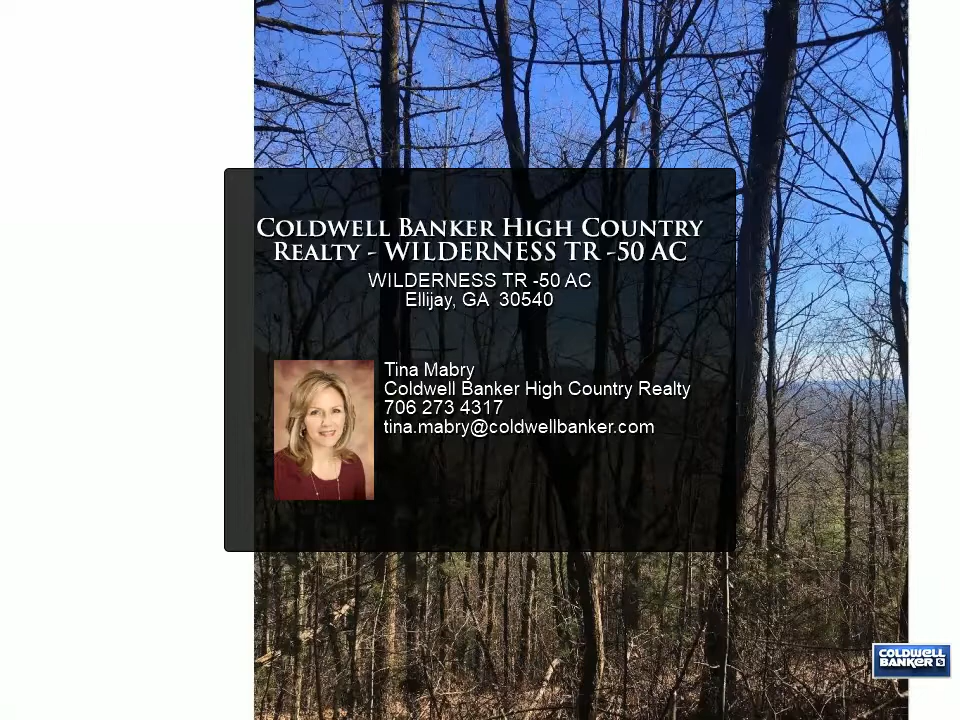 Coldwell Banker High Country
Realty - WILDERNESS TR -50 AC
WILDERNESS TR -50 AC
Ellijay, GA  30540
Tina Mabry
Coldwell Banker High Country Realty
706 273 4317
tina.mabry@coldwellbanker.com
COLDWELL
BANKER